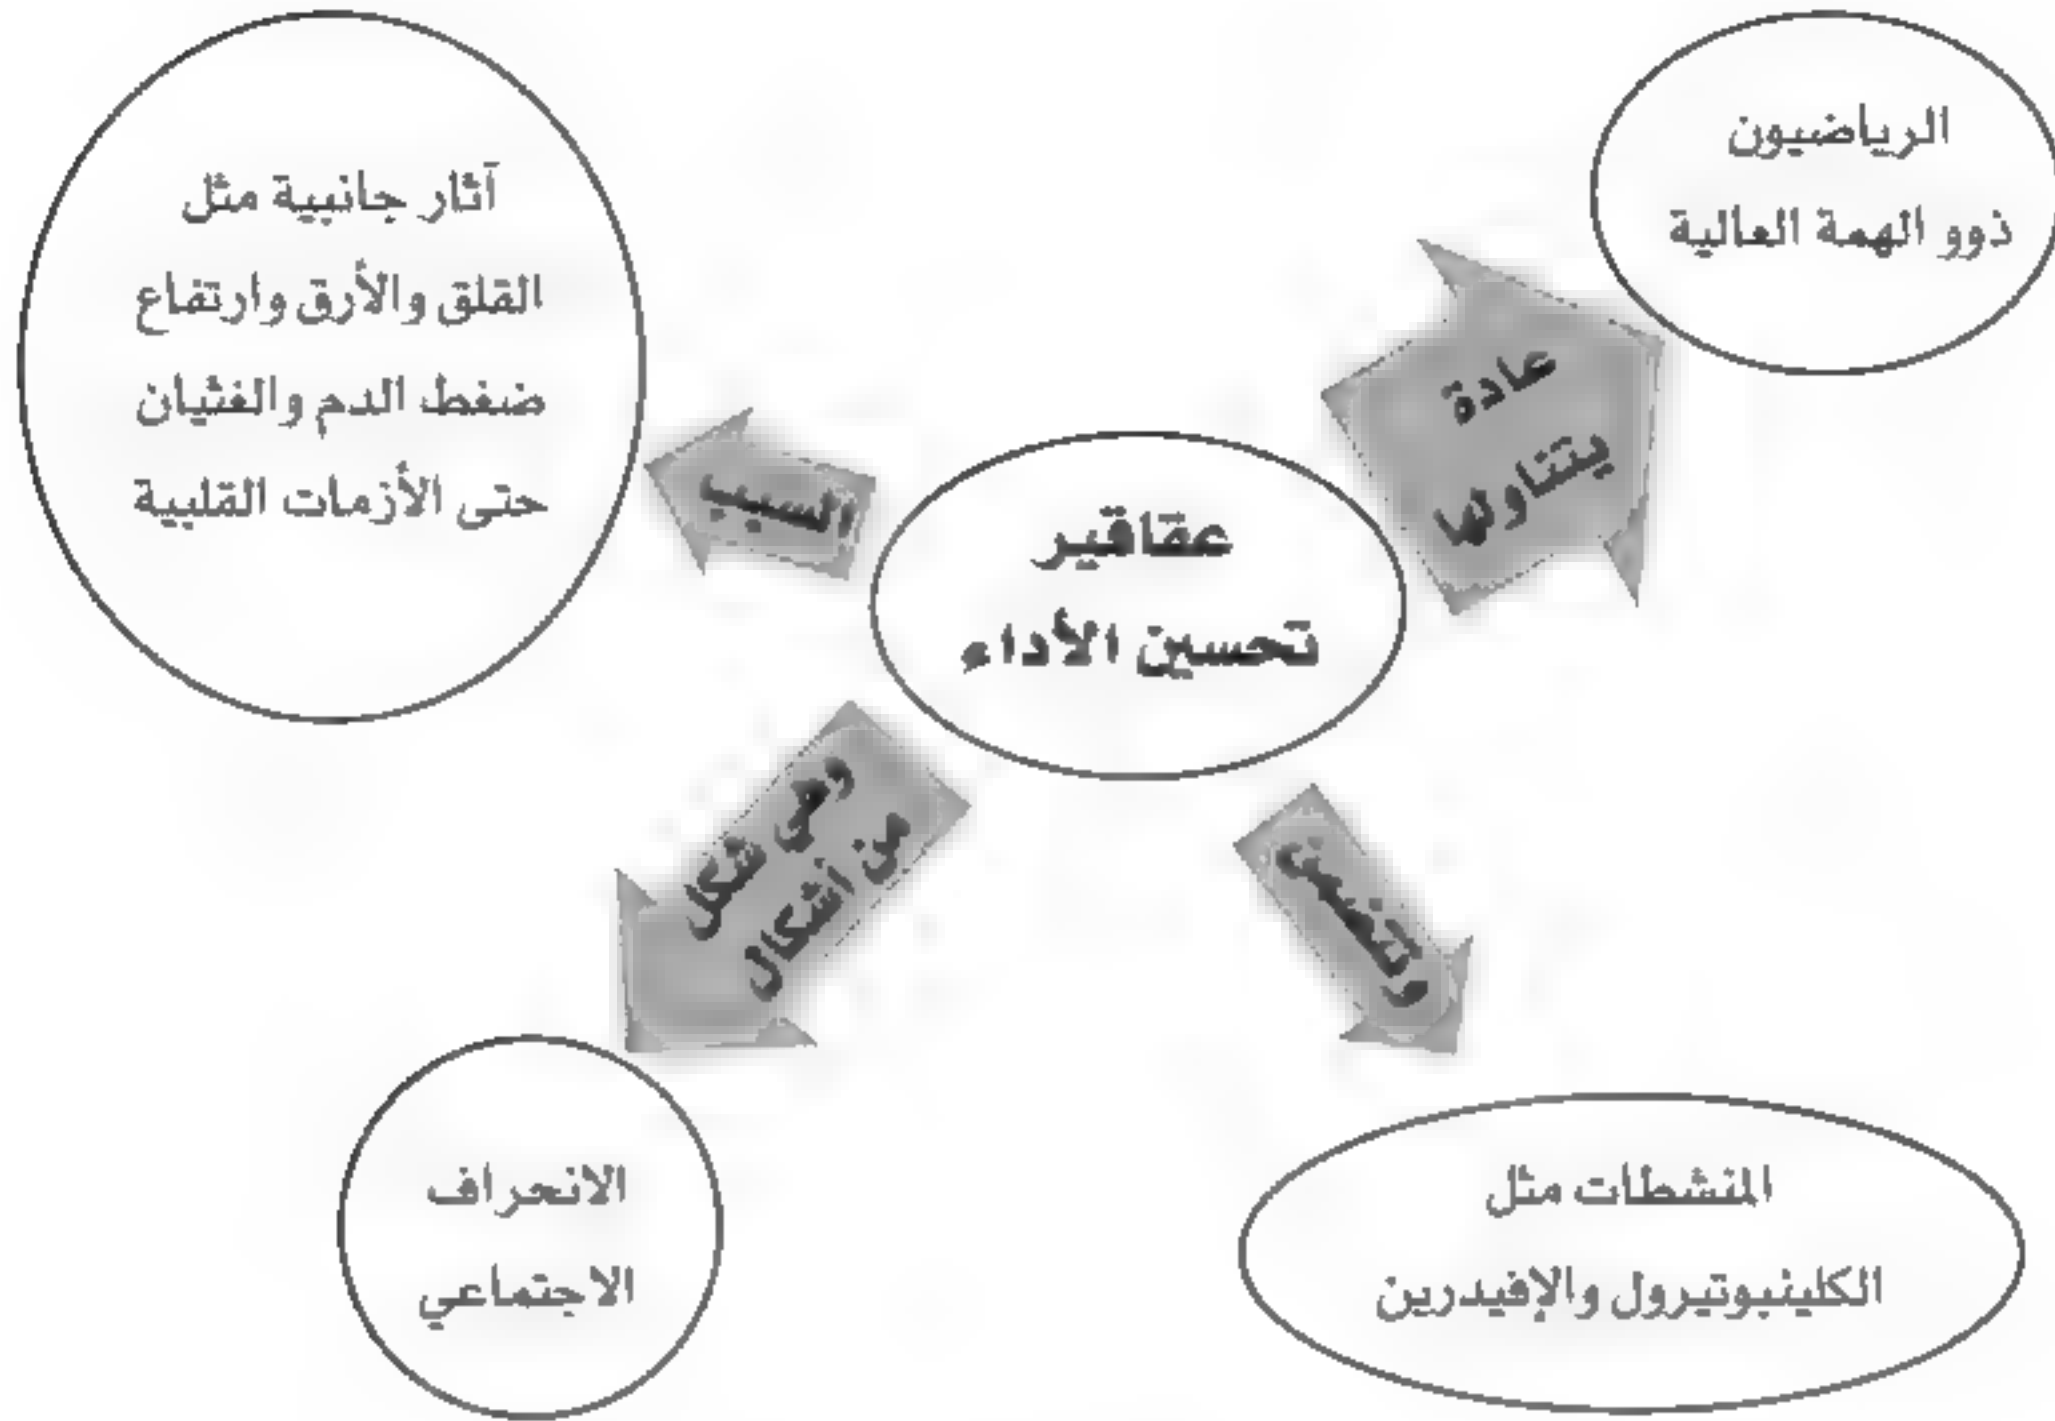 الرياضيون
ذوو الهمة العالية
آثار جانبية مثل
القلق والأرق وارتفاع
ضغط الدم والغثيان
حتى الأزمات القلبية
عادة
يتناولها
السبب
عقاقير
تحسين الأداء
وهي شكل
من أشكال
وتتضمن
الانحراف
الاجتماعي
المنشطات مثل
الكلينبوتيرول والإفيدرين